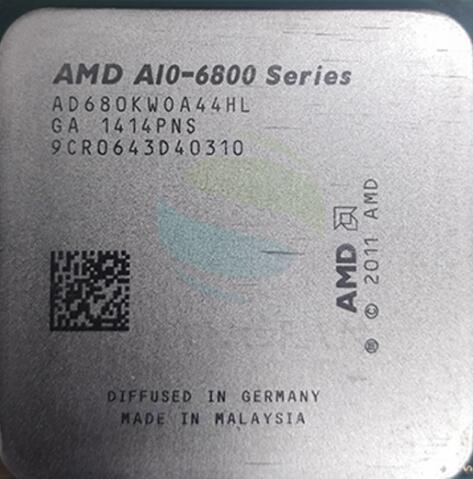 AMD A10-6800 Series
AD680KWOA44HL
GA 1414PNS
9CR0643D40310
AMD
® © 2011 AMD
DIFFUSED IN GERMANY
MADE IN MALAYSIA